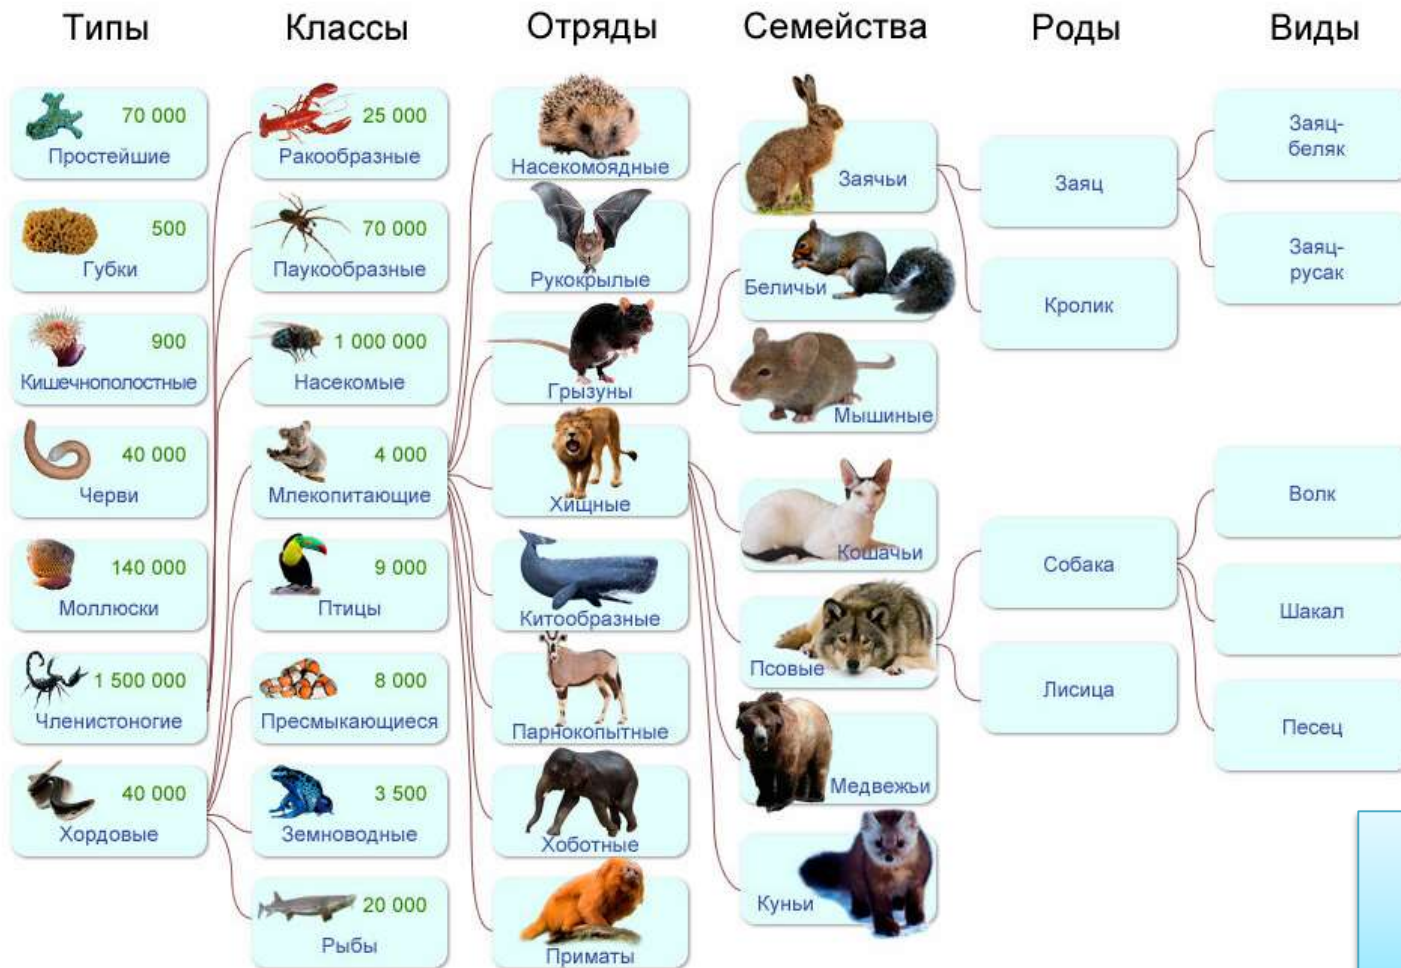 Типы
Классы
Отряды
Семейства
Роды
Виды
70 000
Простейшие
500
Губки
900
Кишечнополостные
40 000
Черви
140 000
Моллюски
1 500 000
Членистоногие
40 000
Хордовые
25 000
Ракообразные
70 000
Паукообразные
1 000 000
Насекомые
4 000
Млекопитающие
9 000
Птицы
8 000
Пресмыкающиеся
3 500
Земноводные
20 000
Рыбы
Насекомоядные
Рукокрылые
Грызуны
Хищные
Китообразные
Парнокопытные
Хоботные
Приматы
Заячьи
Беличьи
Мышиные
Кошачьи
Псовые
Медвежьи
Куньи
Заяц
Кролик
Собака
Лисица
Заяц-
беляк
Заяц-
русак
Волк
Шакал
Песец